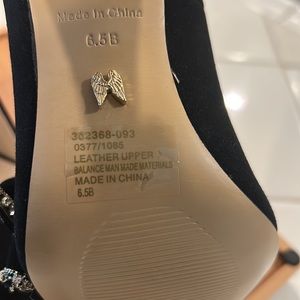 Made in China
6.5B
362368-093
0377/1085
LEATHER UPPER
BALANCE MAN MADE MATERIALS
MADE IN CHINA
6.5B